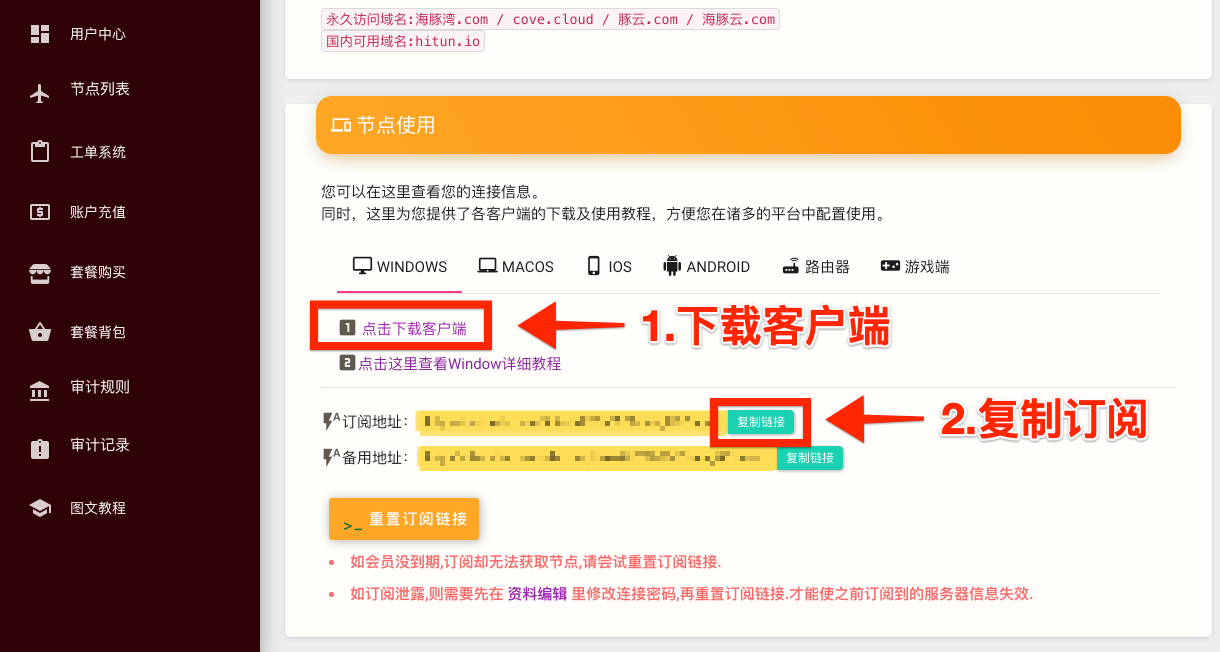 永久访问域名:海豚湾.com / cove.cloud / 豚云.com / 海豚云.com
国内可用域名:hitun.io
用户中心
节点列表
工单系统
账户充值
套餐购买
套餐背包
审计规则
审计记录
图文教程
节点使用
您可以在这里查看您的连接信息。
同时，这里为您提供了各客户端的下载及使用教程，方便您在诸多的平台中配置使用。
WINDOWS MACOS IOS ANDROID 路由器 游戏端
1 点击下载客户端
1.下载客户端
2 点击这里查看Window详细教程
订阅地址： 复制链接
2.复制订阅
备用地址： 复制链接
>_ 重置订阅链接
如会员没到期,订阅却无法获取节点,请尝试重置订阅链接.
如订阅泄露,则需要先在 资料编辑 里修改连接密码,再重置订阅链接.才能使之前订阅到的服务器信息失效.